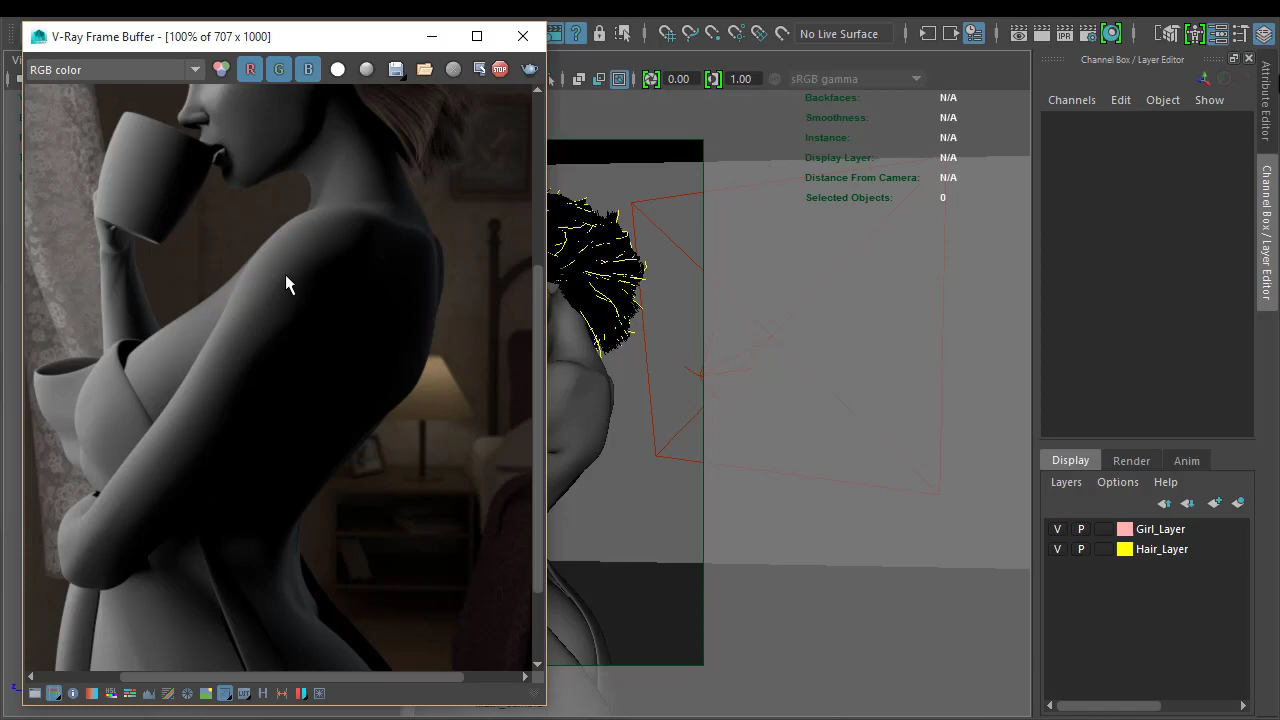 V-Ray Frame Buffer - [100% of 707 x 1000]
RGB color
R
G
B
STOP
No Live Surface
IPR
0.00
1.00
sRGB gamma
Backfaces: N/A
Smoothness: N/A
Instance: N/A
Display Layer: N/A
Distance From Camera: N/A
Selected Objects: 0
Channel Box / Layer Editor
Channels Edit Object Show
Attribute Editor
Channel Box / Layer Editor
Display Render Anim
Layers Options Help
V P Girl_Layer
V P Hair_Layer